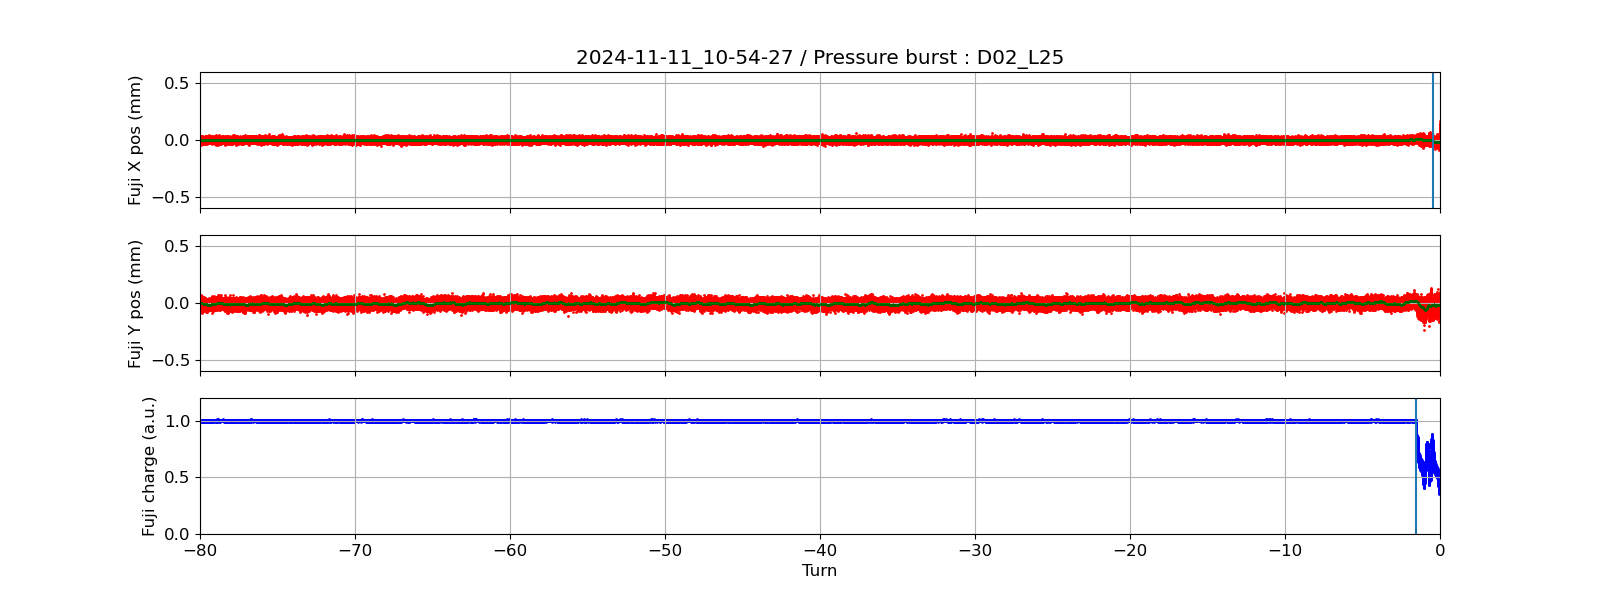 2024-11-11_10-54-27 / Pressure burst : D02_L25
Fuji X pos (mm)
0.5
0.0
−0.5
Fuji Y pos (mm)
0.5
0.0
−0.5
Fuji charge (a.u.)
1.0
0.5
0.0
−80 −70 −60 −50 −40 −30 −20 −10 0
Turn